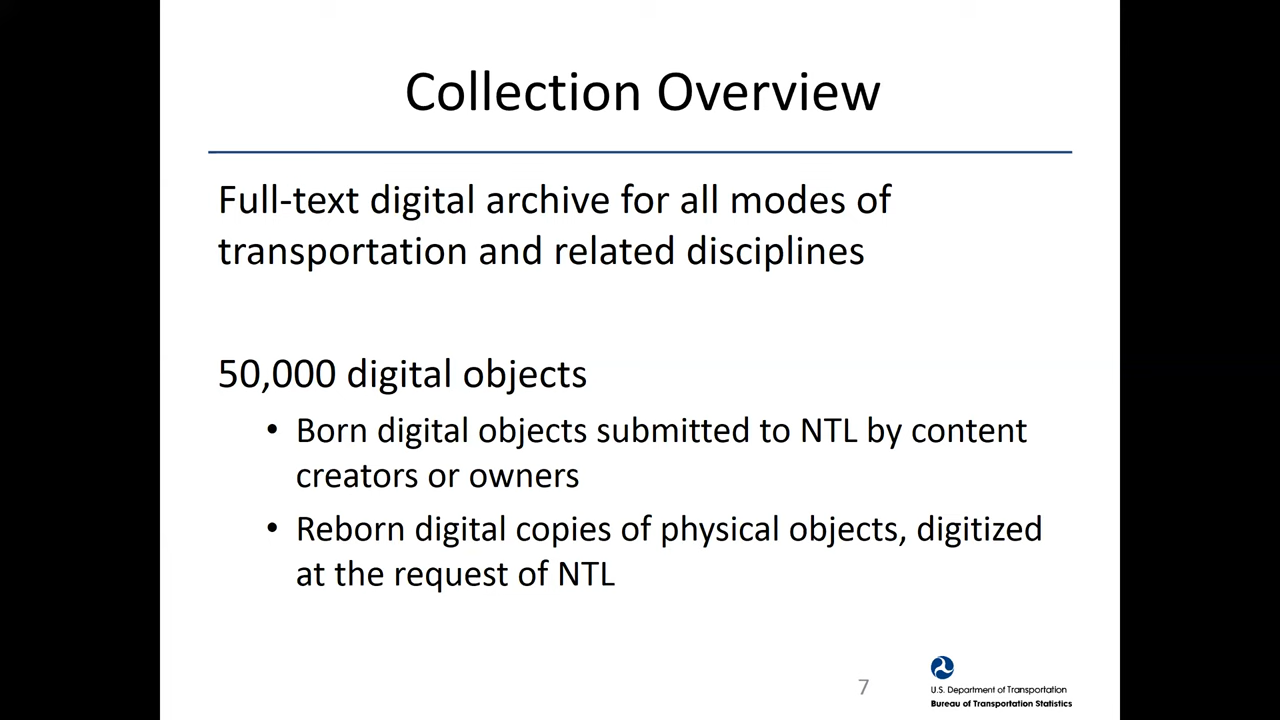 Collection Overview
Full-text digital archive for all modes of
transportation and related disciplines
50,000 digital objects
• Born digital objects submitted to NTL by content
creators or owners
• Reborn digital copies of physical objects, digitized
at the request of NTL
7
U.S. Department of Transportation
Bureau of Transportation Statistics